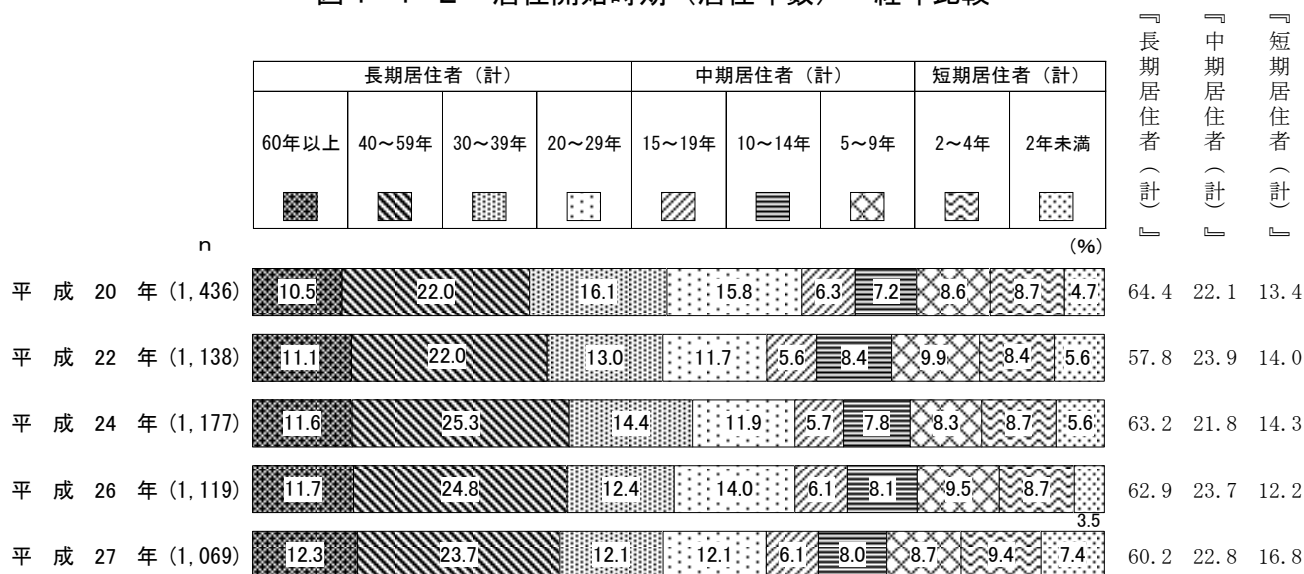 長期居住者（計） 中期居住者（計） 短期居住者（計）
60年以上 40～59年 30～39年 20～29年 15～19年 10～14年 5～9年 2～4年 2年未満
『長期居住者（計）』
『中期居住者（計）』
『短期居住者（計）』
n (%)
平成 20 年 (1,436) 10.5 22.0 16.1 15.8 6.3 7.2 8.6 8.7 4.7 64.4 22.1 13.4
平成 22 年 (1,138) 11.1 22.0 13.0 11.7 5.6 8.4 9.9 8.4 5.6 57.8 23.9 14.0
平成 24 年 (1,177) 11.6 25.3 14.4 11.9 5.7 7.8 8.3 8.7 5.6 63.2 21.8 14.3
平成 26 年 (1,119) 11.7 24.8 12.4 14.0 6.1 8.1 9.5 8.7 3.5 62.9 23.7 12.2
平成 27 年 (1,069) 12.3 23.7 12.1 12.1 6.1 8.0 8.7 9.4 7.4 60.2 22.8 16.8